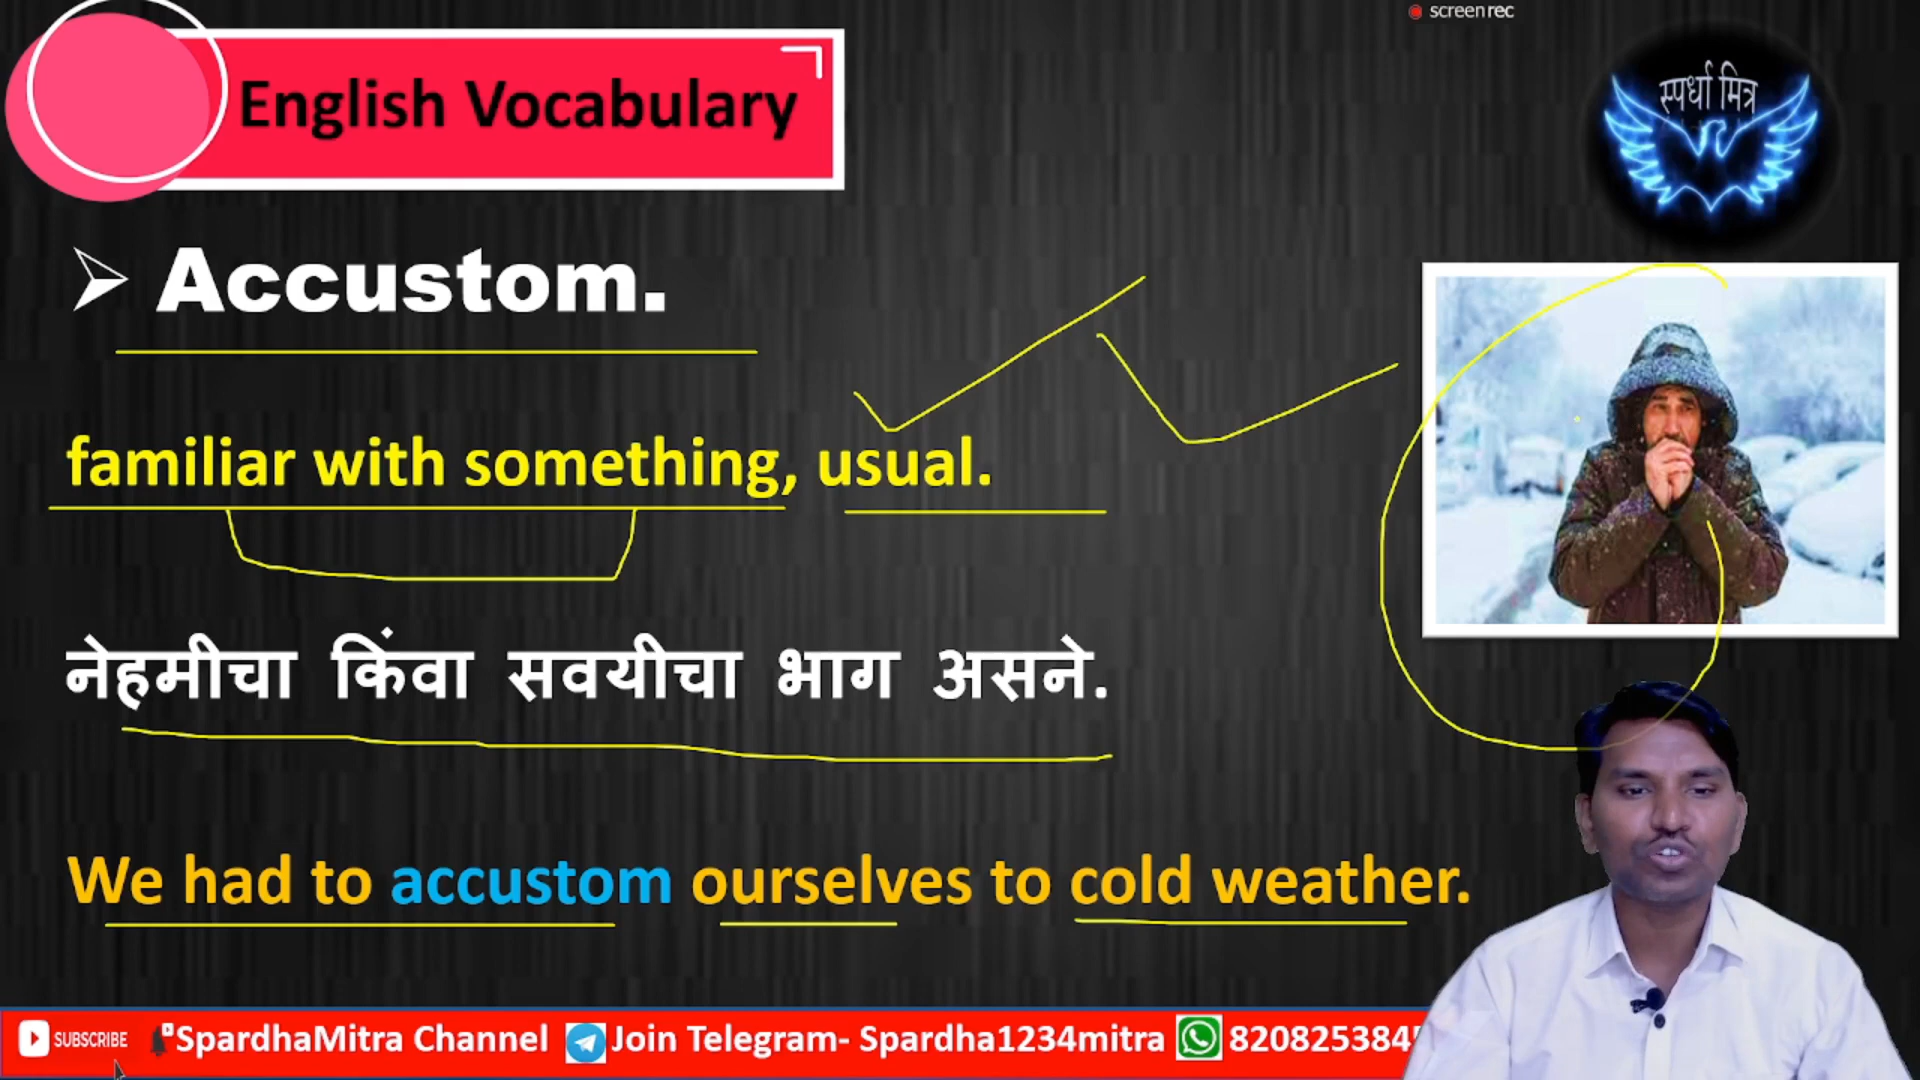 screenrec
English Vocabulary
स्पर्धा मित्र
Accustom.
familiar with something, usual.
नेहमीचा किंवा सवयीचा भाग असने.
We had to accustom ourselves to cold weather.
SUBSCRIBE SpardhaMitra Channel Join Telegram- Spardha1234mitra 820825384